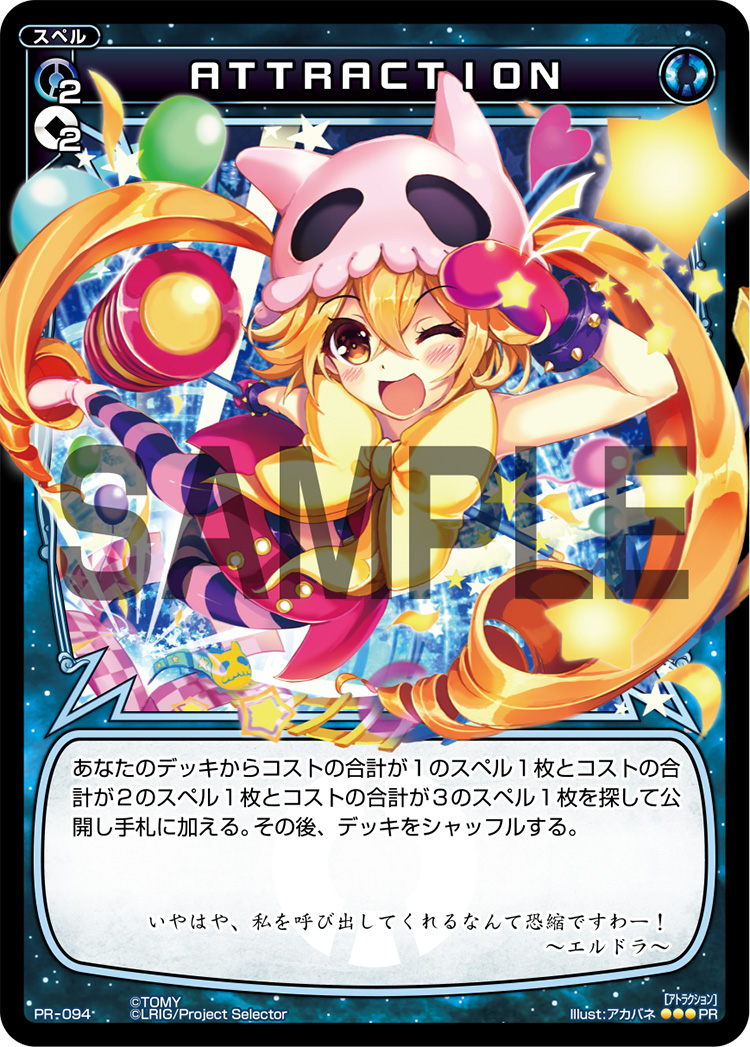 スペル
ATTRACTION
2
2
SAMPLE
あなたのデッキからコストの合計が1のスペル1枚とコストの合
計が2のスペル1枚とコストの合計が3のスペル1枚を探して公
開し手札に加える。その後、デッキをシャッフルする。
いやはや、私を呼び出してくれるなんて恐縮ですわー!
〜エルドラ〜
[アトラクション]
PR-094
©TOMY
©LRIG/Project Selector
Illust:アカバネ
PR